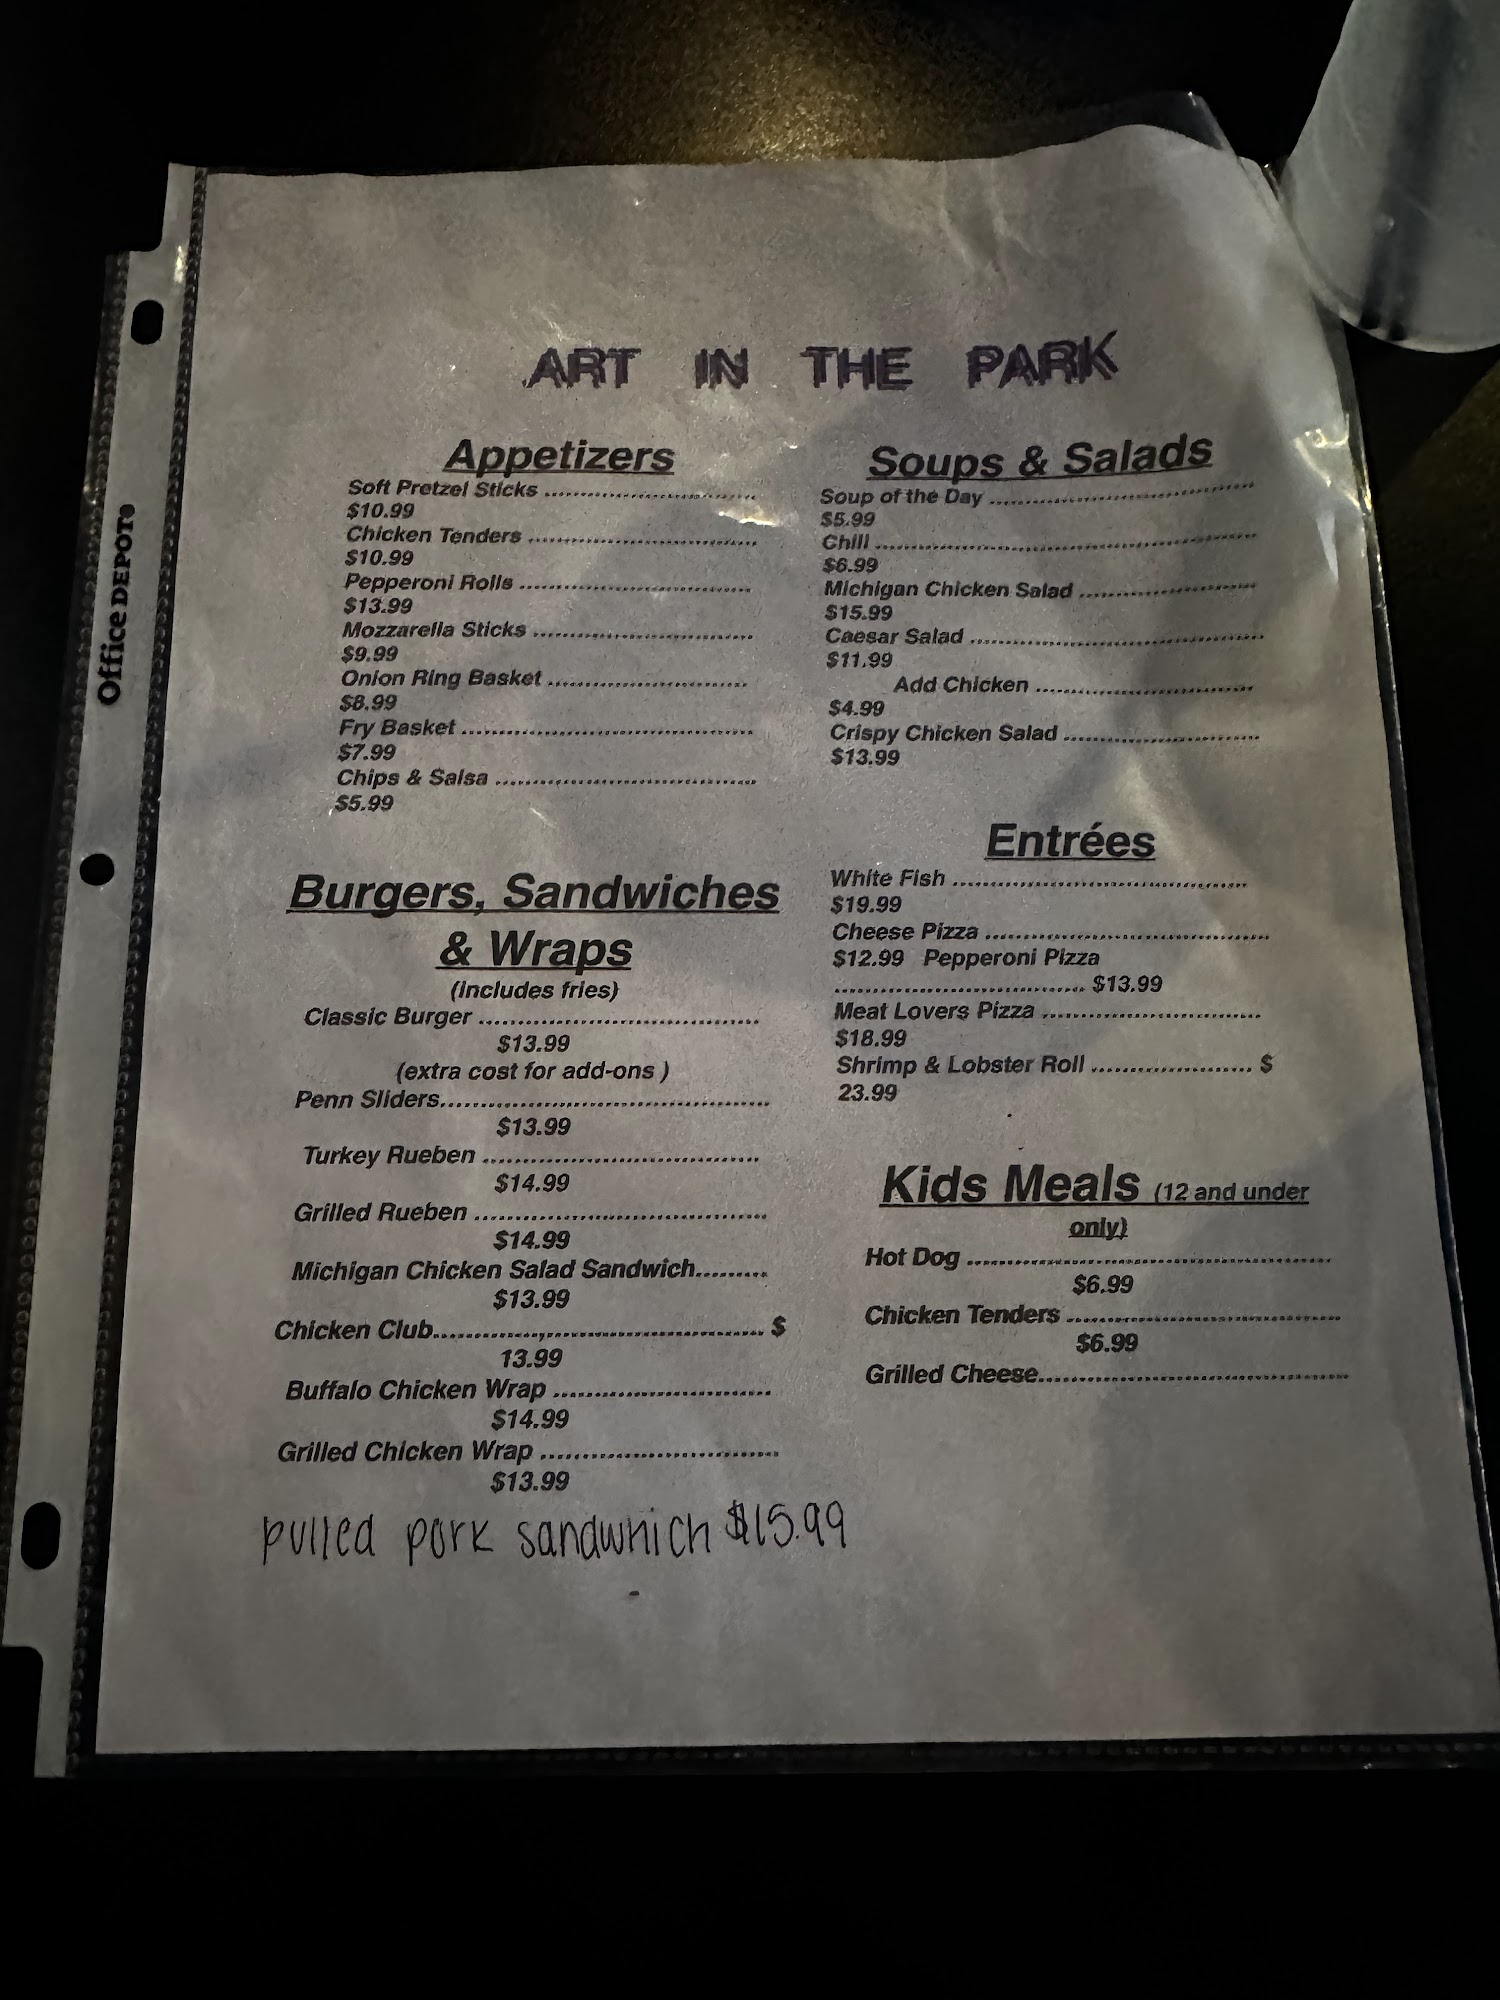 OfficeDEPOT
ART IN THE PARK
Appetizers
Soft Pretzel Sticks ........................................
$10.99
Chicken Tenders ........................................
$10.99
Pepperoni Rolls ........................................
$13.99
Mozzarella Sticks ........................................
$9.99
Onion Ring Basket ........................................
$8.99
Fry Basket ........................................
$7.99
Chips & Salsa ........................................
$5.99
Burgers, Sandwiches
& Wraps
(includes fries)
Classic Burger ........................................
$13.99
(extra cost for add-ons )
Penn Sliders........................................
$13.99
Turkey Rueben ........................................
$14.99
Grilled Rueben ........................................
$14.99
Michigan Chicken Salad Sandwich.........
$13.99
Chicken Club........................................ $
13.99
Buffalo Chicken Wrap ..............................
$14.99
Grilled Chicken Wrap ..............................
$13.99
pulled pork sandwhich $15.99
Soups & Salads
Soup of the Day ........................................
$5.99
Chili ........................................
$6.99
Michigan Chicken Salad ..............................
$15.99
Caesar Salad ........................................
$11.99
Add Chicken ..............................
$4.99
Crispy Chicken Salad ..............................
$13.99
Entrées
White Fish ........................................
$19.99
Cheese Pizza ........................................
$12.99 Pepperoni Pizza
................................... $13.99
Meat Lovers Pizza ..............................
$18.99
Shrimp & Lobster Roll ...................... $
23.99
Kids Meals (12 and under
only)
Hot Dog ........................................
$6.99
Chicken Tenders ........................................
$6.99
Grilled Cheese........................................